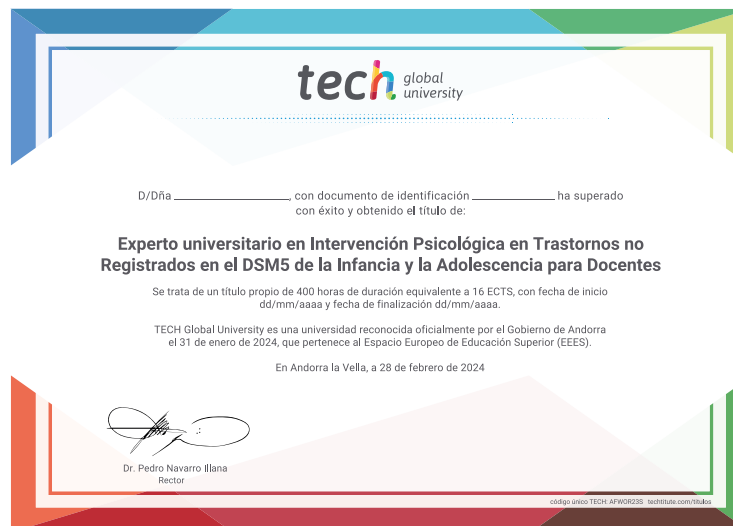 tech global university
D/Dña ______________, con documento de identificación __________ ha superado
con éxito y obtenido el título de:
Experto universitario en Intervención Psicológica en Trastornos no
Registrados en el DSM5 de la Infancia y la Adolescencia para Docentes
Se trata de un título propio de 400 horas de duración equivalente a 16 ECTS, con fecha de inicio
dd/mm/aaaa y fecha de finalización dd/mm/aaaa.
TECH Global University es una universidad reconocida oficialmente por el Gobierno de Andorra
el 31 de enero de 2024, que pertenece al Espacio Europeo de Educación Superior (EEES).
En Andorra la Vella, a 28 de febrero de 2024
Dr. Pedro Navarro Illana
Rector
código único TECH: AFWOR23S techtitute.com/titulos